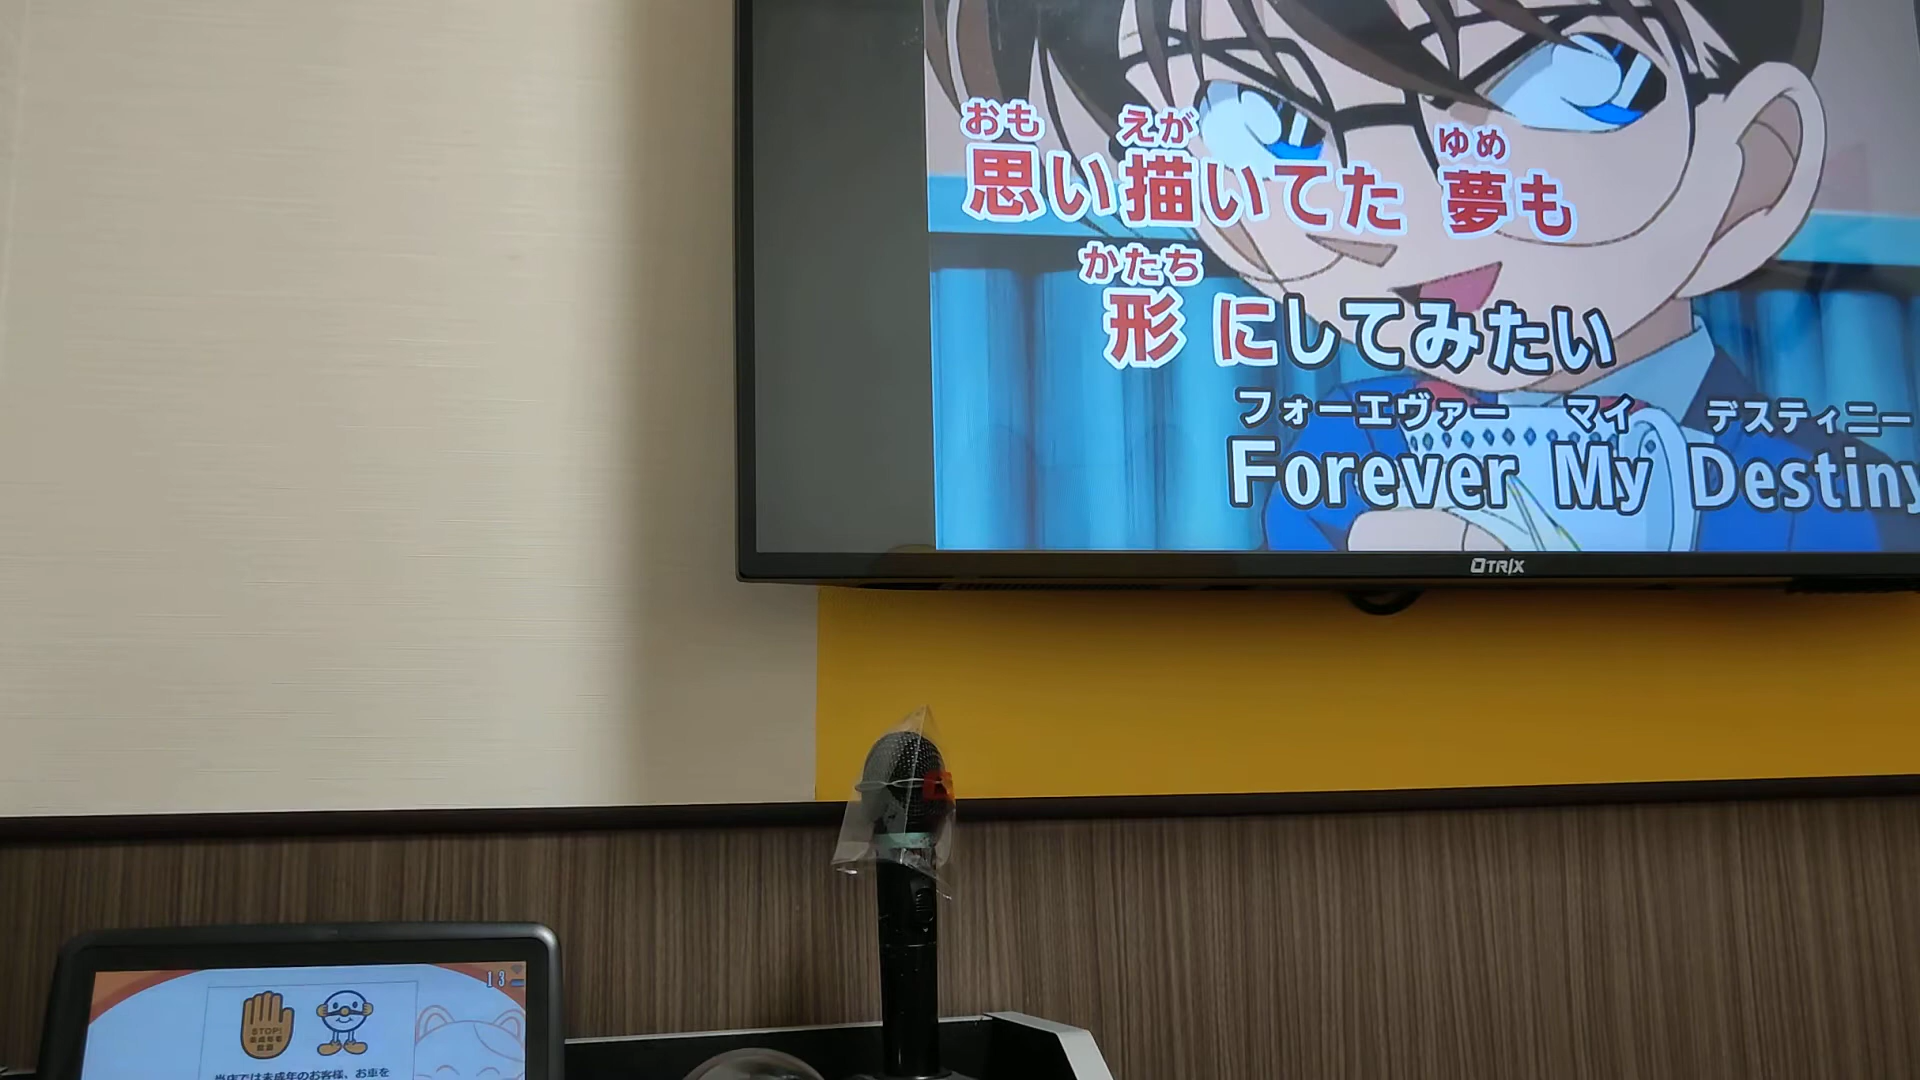 おも えが ゆめ
思い描いてた 夢も
かたち
形 にしてみたい
フォーエヴァー マイ デスティニー
Forever My Destiny
QTRIX
13
STOP!
当店では未成年のお客様、お車を